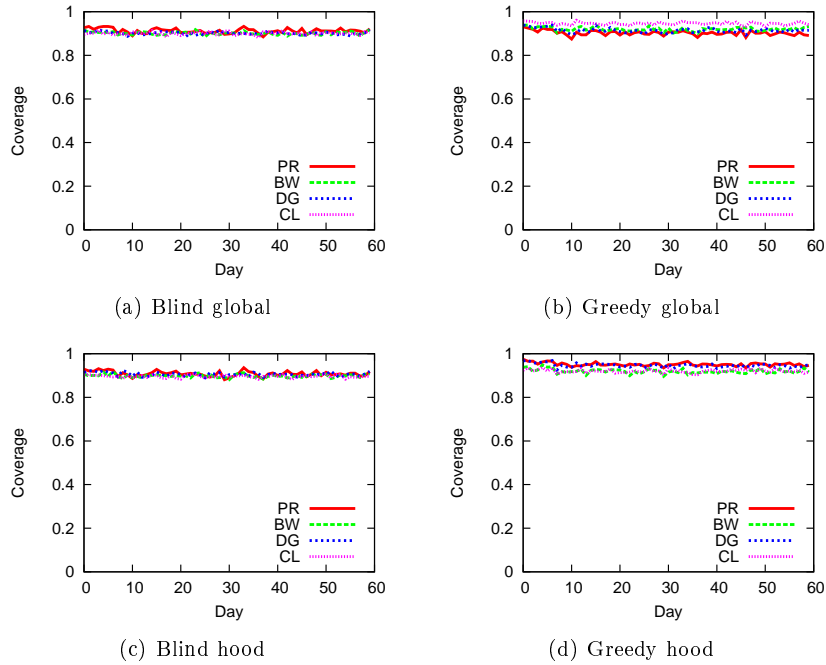 1
0.8
0.6
0.4
0.2
0
Coverage
PR
BW
DG
CL
0 10 20 30 40 50 60
Day
(a) Blind global
1
0.8
0.6
0.4
0.2
0
Coverage
PR
BW
DG
CL
0 10 20 30 40 50 60
Day
(b) Greedy global
1
0.8
0.6
0.4
0.2
0
Coverage
PR
BW
DG
CL
0 10 20 30 40 50 60
Day
(c) Blind hood
1
0.8
0.6
0.4
0.2
0
Coverage
PR
BW
DG
CL
0 10 20 30 40 50 60
Day
(d) Greedy hood